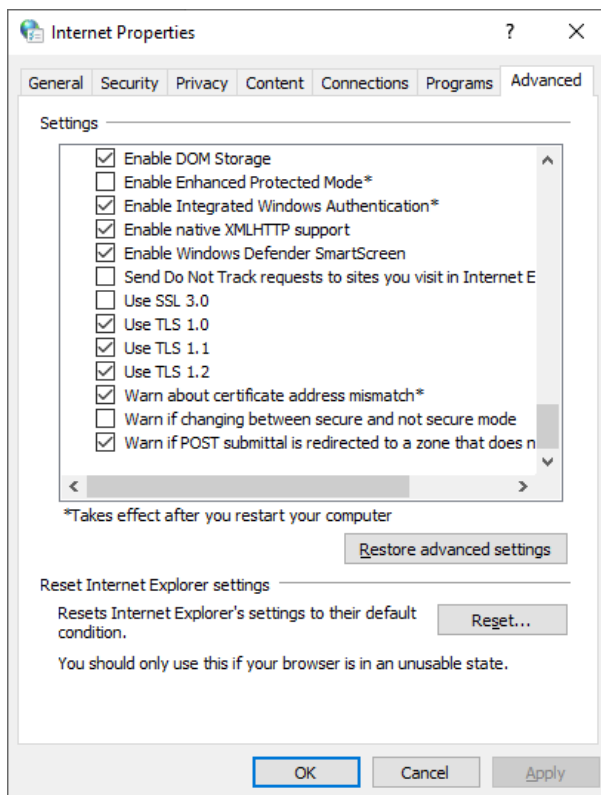 Internet Properties
?
General Security Privacy Content Connections Programs Advanced
Settings
Enable DOM Storage
Enable Enhanced Protected Mode*
Enable Integrated Windows Authentication*
Enable native XMLHTTP support
Enable Windows Defender SmartScreen
Send Do Not Track requests to sites you visit in Internet E
Use SSL 3.0
Use TLS 1.0
Use TLS 1.1
Use TLS 1.2
Warn about certificate address mismatch*
Warn if changing between secure and not secure mode
Warn if POST submittal is redirected to a zone that does n
*Takes effect after you restart your computer
Restore advanced settings
Reset Internet Explorer settings
Resets Internet Explorer's settings to their default
condition.
Reset...
You should only use this if your browser is in an unusable state.
OK Cancel Apply